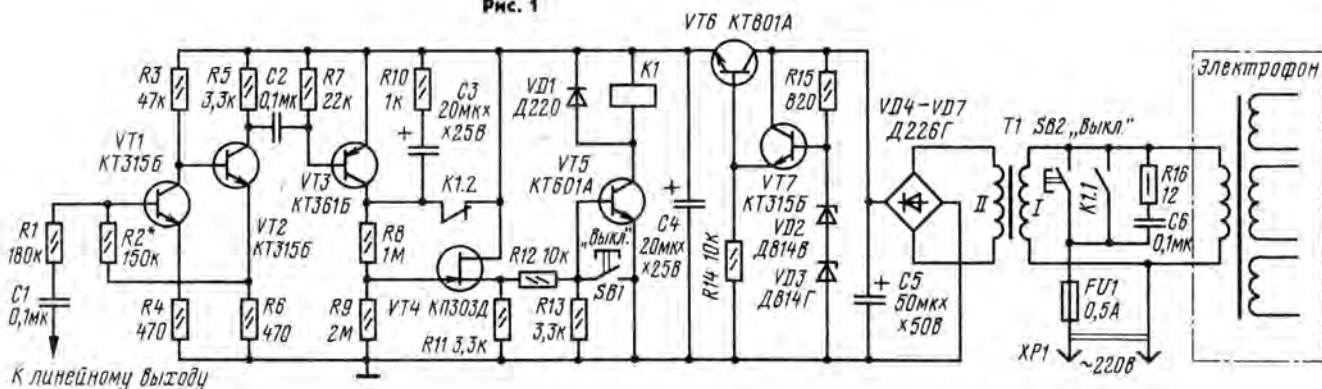 Рис. 1
VT6 КТ801А
R3
47к
R5
3,3к
C2
0,1мк
R7
22к
R10
1к
C3
20мк×
×25В
VD1
Д220
K1
R15
820
VD4-VD7
Д226Г
T1
SB2 „Выкл."
Электрофон
VT1
КТ315Б
VT3
КТ361Б
K1.2
VT5
КТ601А
C4
20мк×
×25В
VT7
КТ315Б
II
I
K1.1
R16
12
C6
0,1мк
R1
180к
R2*
150к
VT2
КТ315Б
R8
1М
R12 10к
„Выкл."
SB1
R14 10к
VD2
Д814В
VD3
Д814Г
C5
50мк×
×50В
FU1
0,5А
C1
0,1мк
R4
470
R6
470
R9
2М
VT4
КП303Д
R11 3,3к
R13
3,3к
XP1
~220В
К линейному выходу